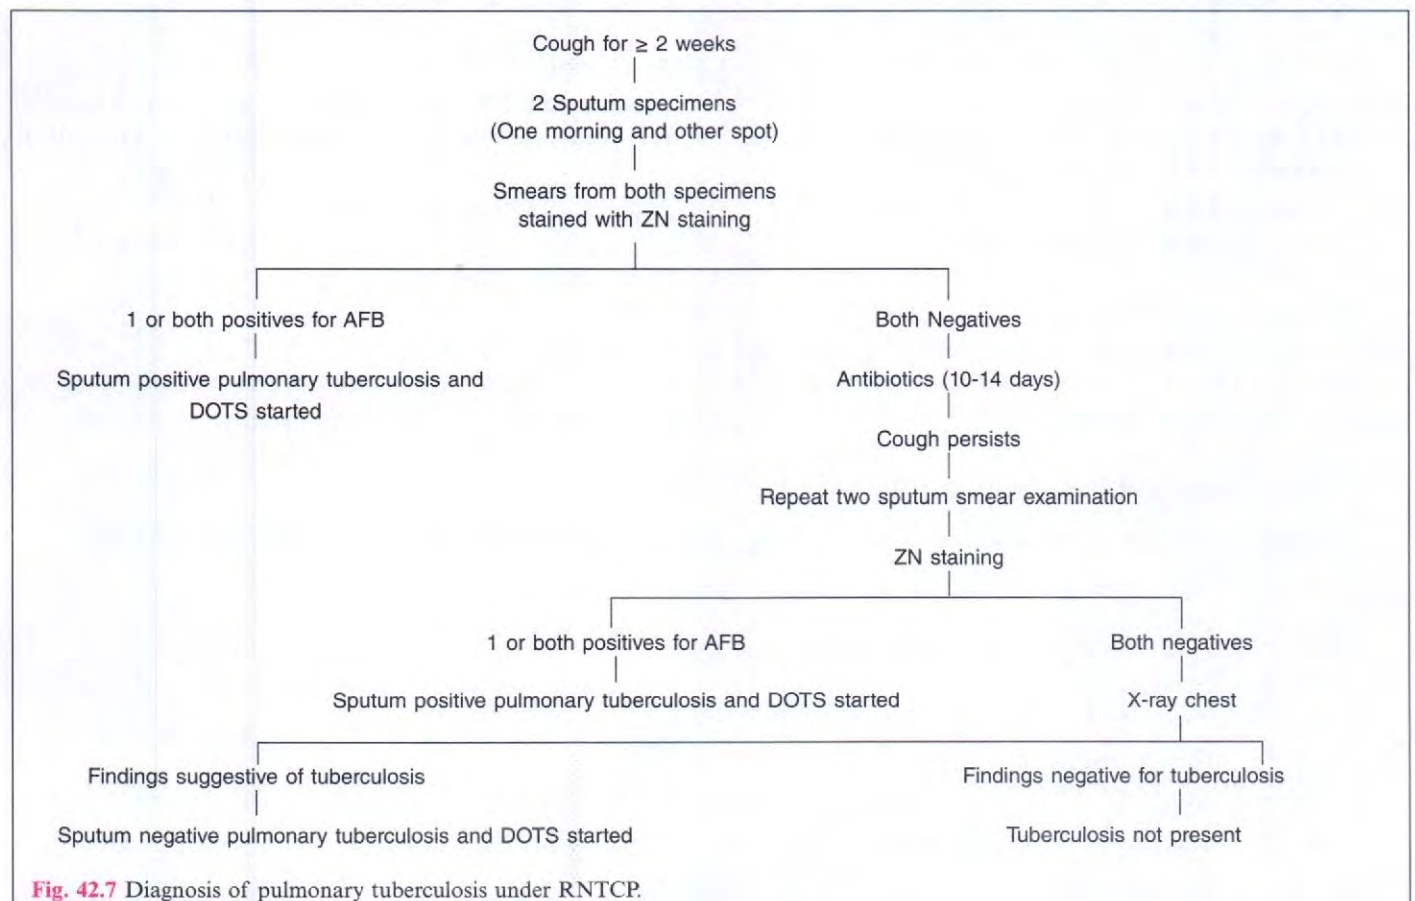 Cough for ≥ 2 weeks
2 Sputum specimens
(One morning and other spot)
Smears from both specimens
stained with ZN staining
1 or both positives for AFB
Both Negatives
Sputum positive pulmonary tuberculosis and
DOTS started
Antibiotics (10-14 days)
Cough persists
Repeat two sputum smear examination
ZN staining
1 or both positives for AFB
Both negatives
Sputum positive pulmonary tuberculosis and DOTS started
X-ray chest
Findings suggestive of tuberculosis
Findings negative for tuberculosis
Sputum negative pulmonary tuberculosis and DOTS started
Tuberculosis not present
Fig. 42.7 Diagnosis of pulmonary tuberculosis under RNTCP.